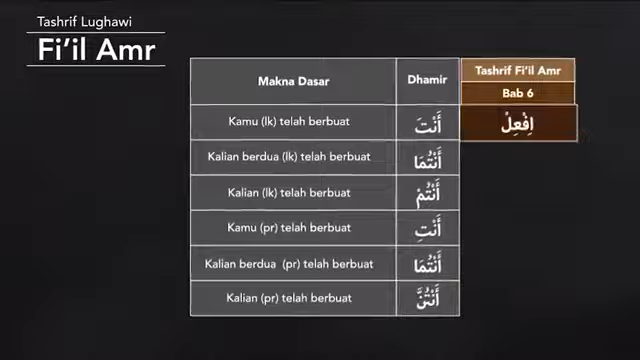 Tashrif Lughawi
Fi’il Amr
Makna Dasar Dhamir Tashrif Fi’il Amr
Bab 6
Kamu (lk) telah berbuat أَنْتَ اِفْعِلْ
Kalian berdua (lk) telah berbuat أَنْتُمَا
Kalian (lk) telah berbuat أَنْتُمْ
Kamu (pr) telah berbuat أَنْتِ
Kalian berdua (pr) telah berbuat أَنْتُمَا
Kalian (pr) telah berbuat أَنْتُنَّ